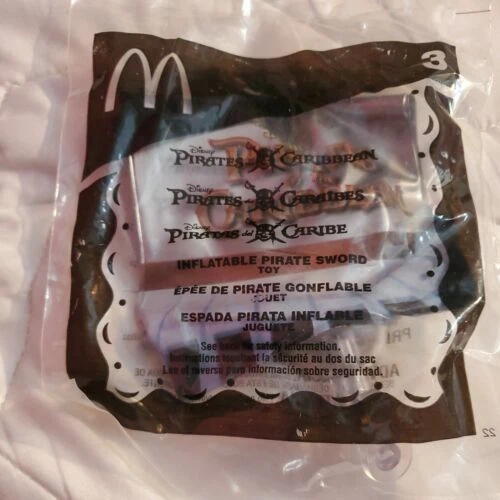 3
Disney
PIRATES CARIBBEAN
Disney
PIRATES CARAÏBES
Disney
PIRATAS del CARIBE
INFLATABLE PIRATE SWORD
TOY
ÉPÉE DE PIRATE GONFLABLE
JOUET
ESPADA PIRATA INFLABLE
JUGUETE
See back for safety information.
Instructions touchant la sécurité au dos du sac
Lee el reverso para información sobre seguridad.
22